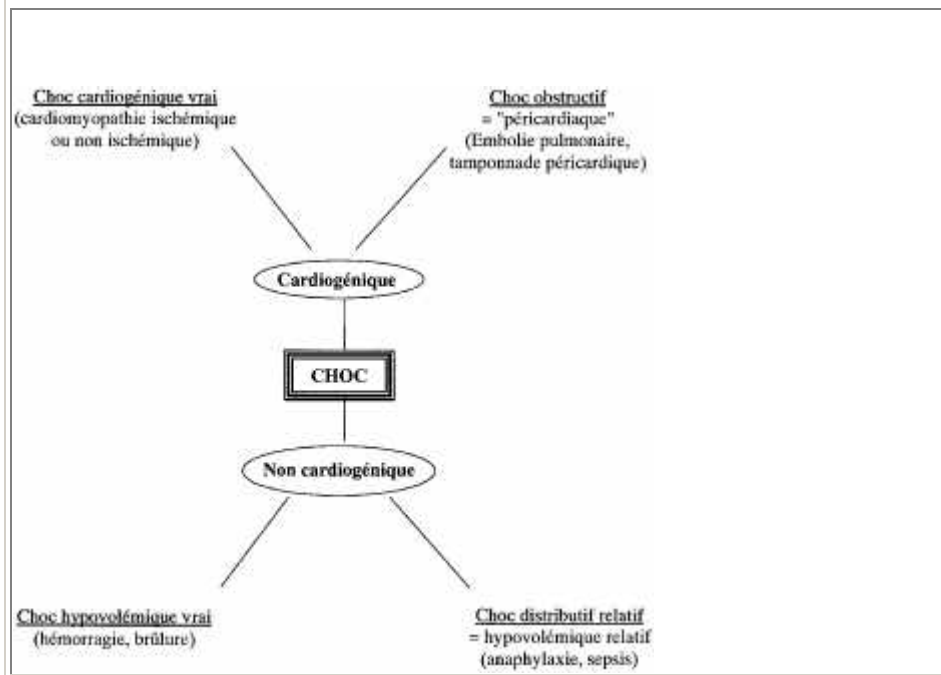 Choc cardiogénique vrai
(cardiomyopathie ischémique
ou non ischémique)
Choc obstructif
= "péricardiaque"
(Embolie pulmonaire,
tamponnade péricardique)
Cardiogénique
CHOC
Non cardiogénique
Choc hypovolémique vrai
(hémorragie, brûlure)
Choc distributif relatif
= hypovolémique relatif
(anaphylaxie, sepsis)